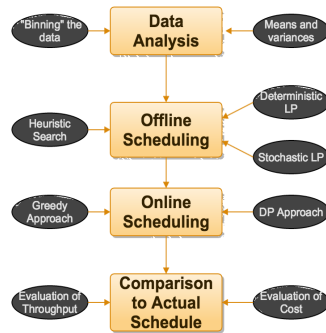 "Binning" the
data
Data
Analysis
Means and
variances
Heuristic
Search
Offline
Scheduling
Deterministic
LP
Stochastic LP
Greedy
Approach
Online
Scheduling
DP Approach
Evaluation of
Throughput
Comparison
to Actual
Schedule
Evaluation of
Cost